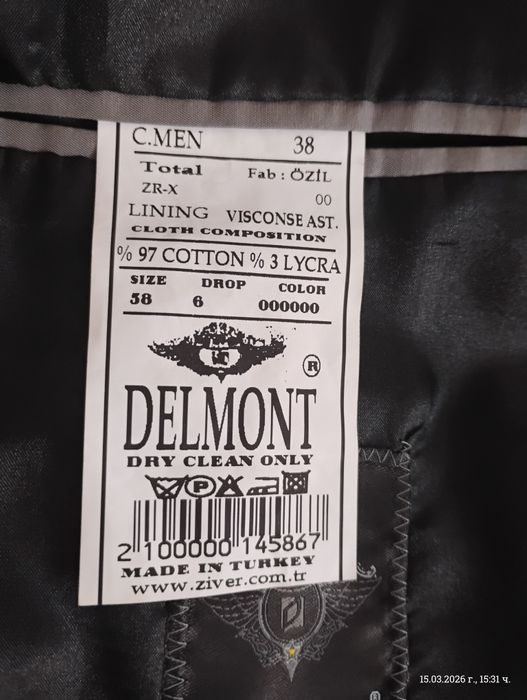 C.MEN 38
Total Fab : ÖZİL
ZR-X 00
LINING VISCONSE AST.
CLOTH COMPOSITION
% 97 COTTON % 3 LYCRA
SIZE DROP COLOR
38 6 000000
®
DELMONT
DRY CLEAN ONLY
P A
2 100000 145867
MADE IN TURKEY
www.ziver.com.tr
D
®
15.03.2026 г., 15:31 ч.